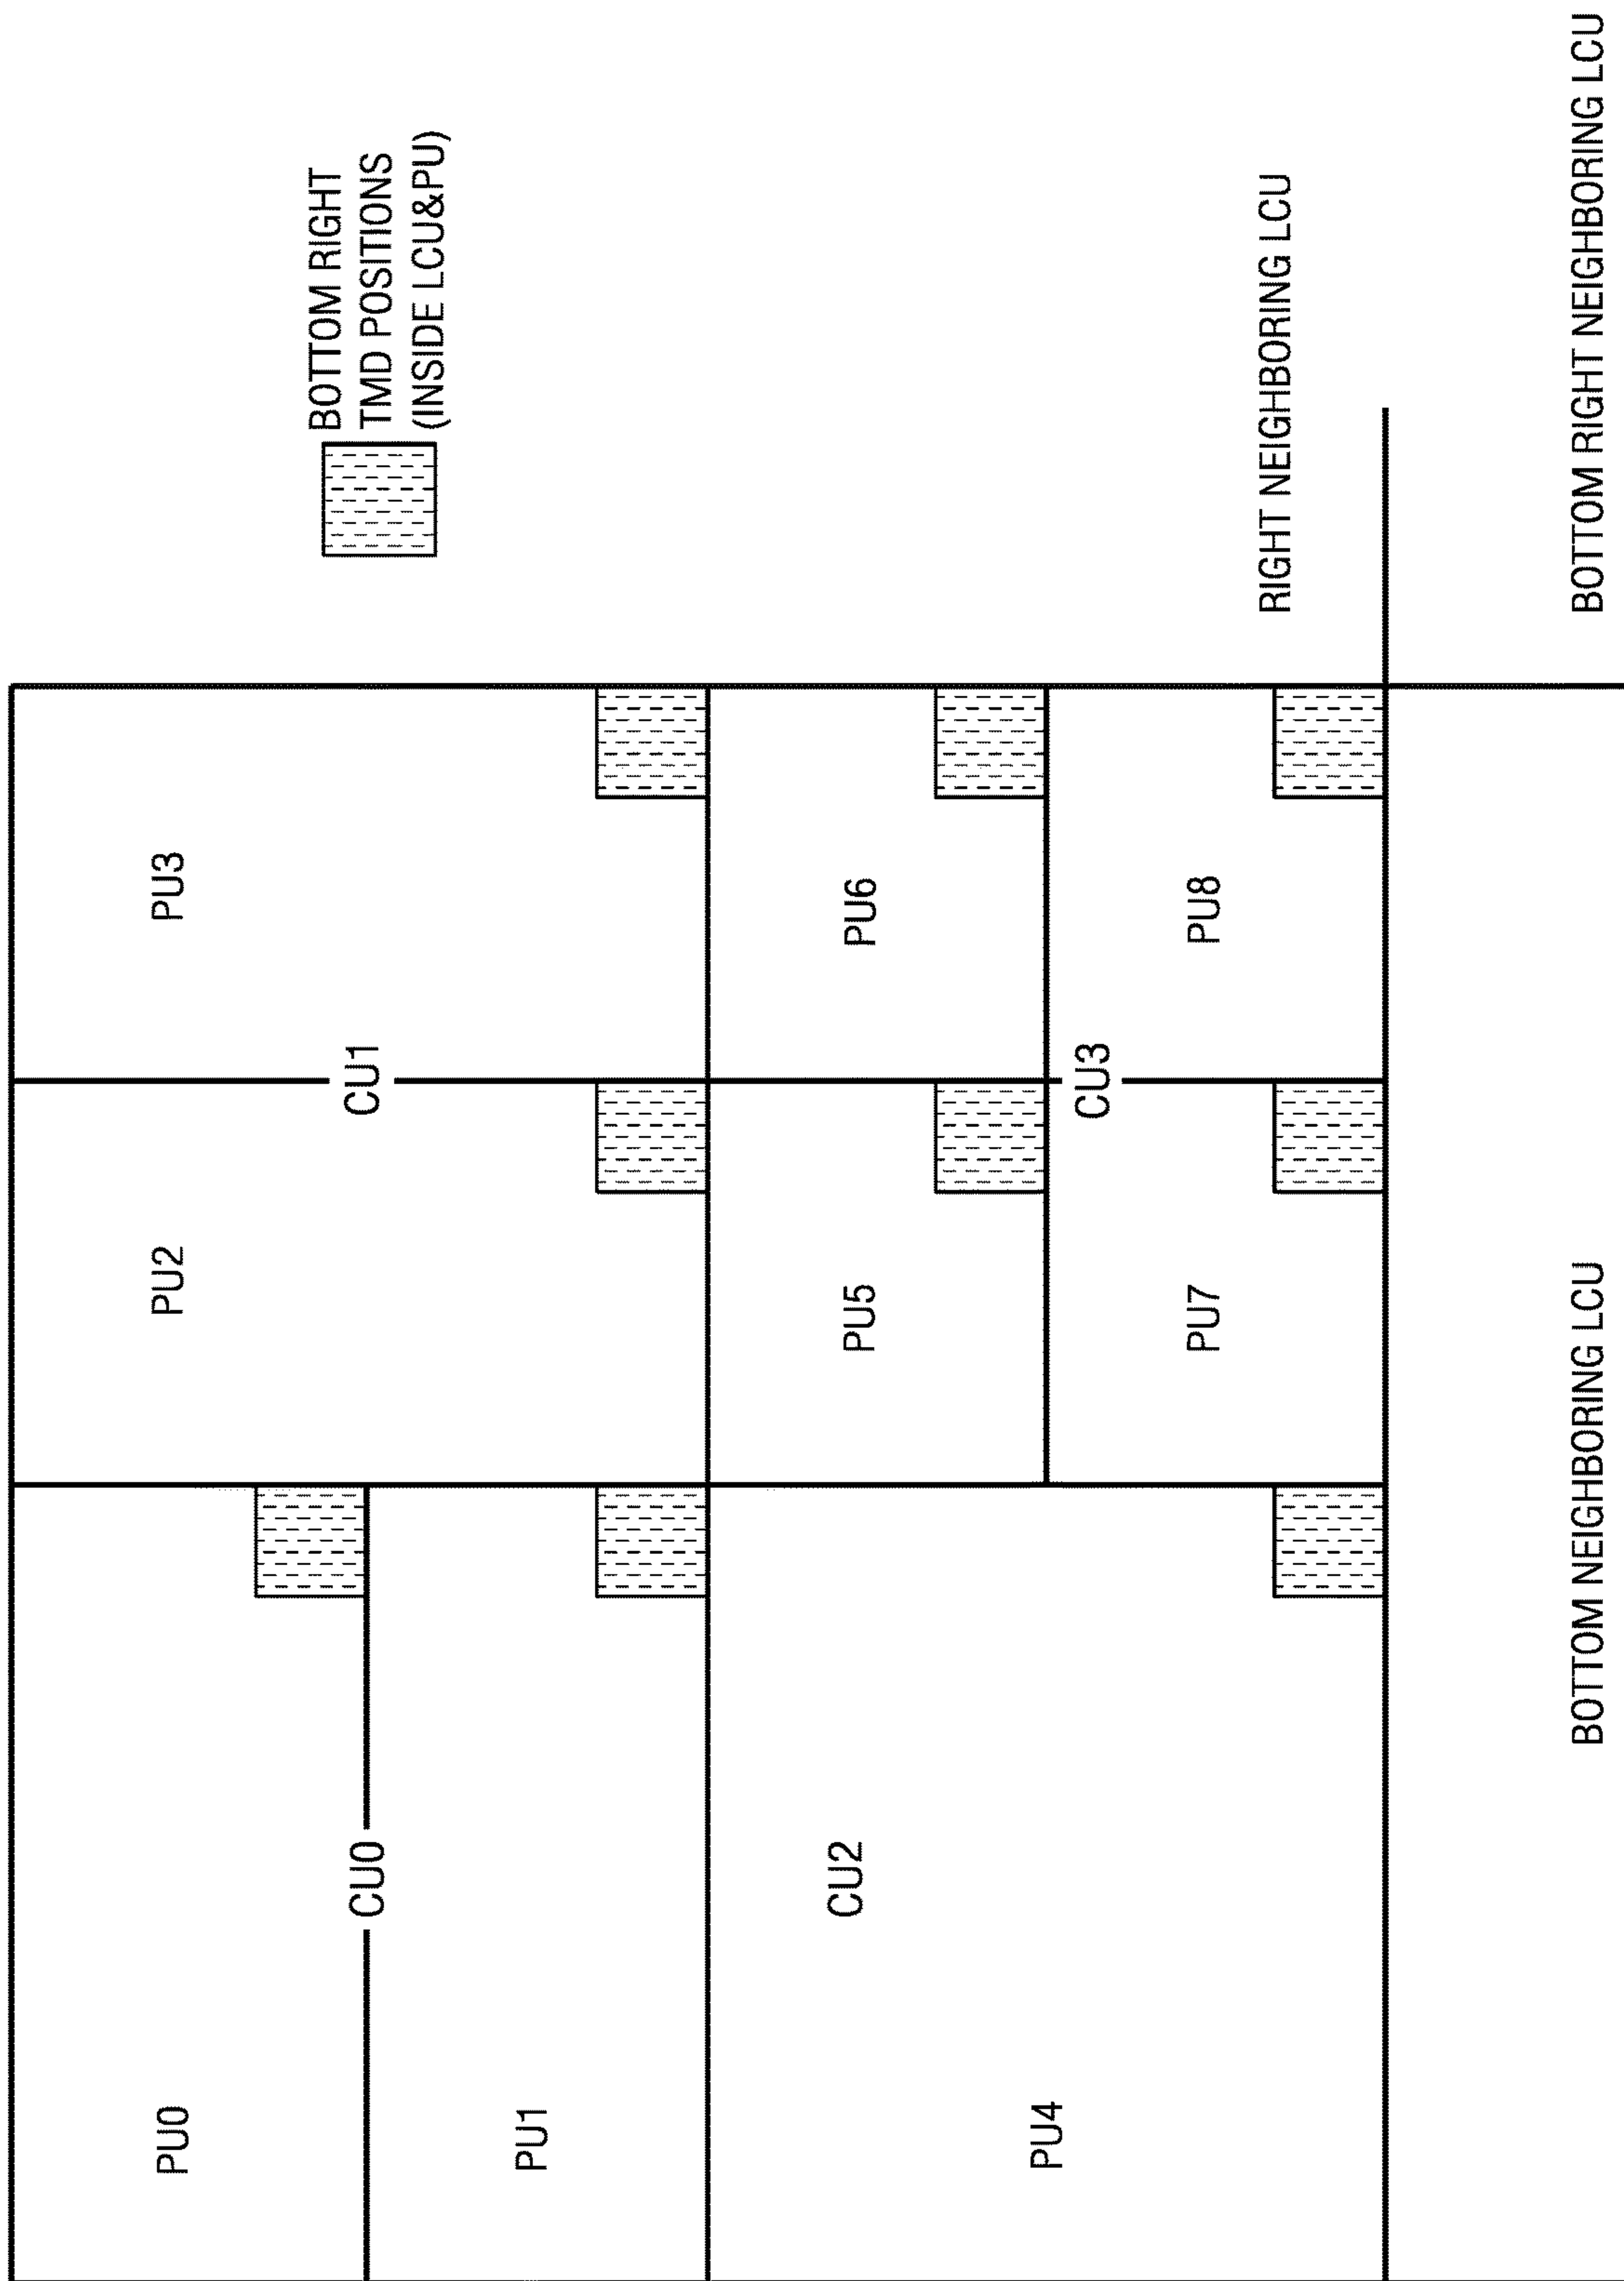 PU0
CU0
PU1
PU2
CU1
PU3
CU2
PU4
PU5
PU6
CU3
PU7
PU8
BOTTOM RIGHT
TMD POSITIONS
(INSIDE LCU&PU)
RIGHT NEIGHBORING LCU
BOTTOM NEIGHBORING LCU
BOTTOM RIGHT NEIGHBORING LCU